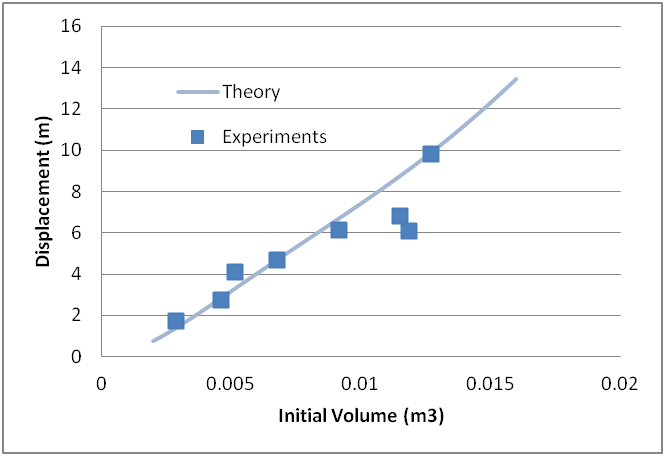 16
14
12
10
8
6
4
2
0
Displacement (m)
Theory
Experiments
0 0.005 0.01 0.015 0.02
Initial Volume (m3)